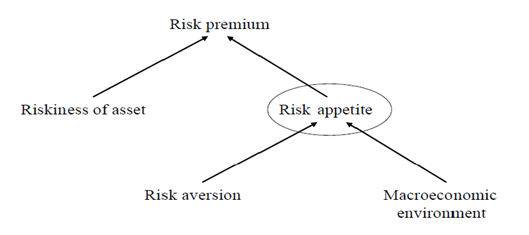 Risk premium
Riskiness of asset
Risk appetite
Risk aversion
Macroeconomic
environment